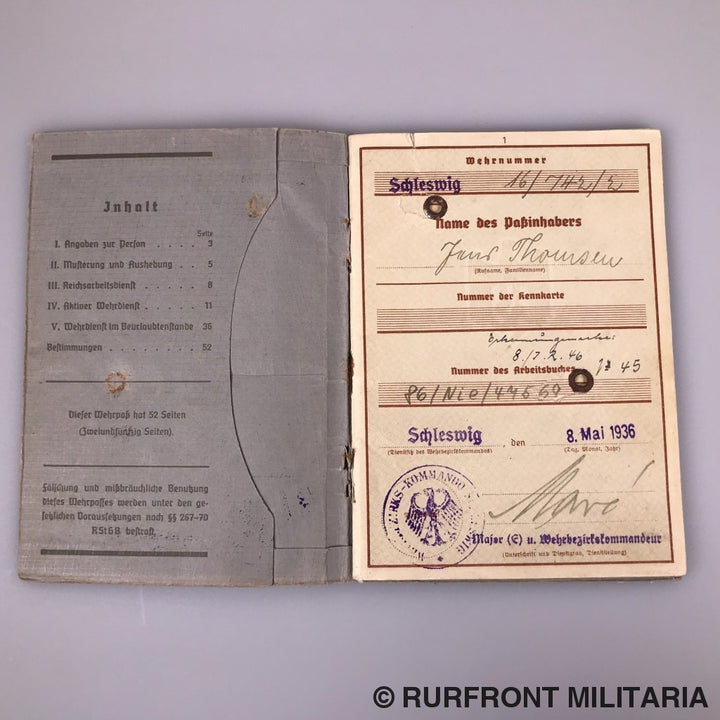 Inhalt
Seite
I. Angaben zur Person . . . . . 3
II. Musterung und Aushebung . . 5
III. Reichsarbeitsdienst . . . . 8
IV. Aktiver Wehrdienst . . . . 11
V. Wehrdienst im Beurlaubtenstande 35
Bestimmungen . . . . . . . . 52
Dieser Wehrpaß hat 52 Seiten
(Zweiundfünfzig Seiten).
Fälschung und mißbräuchliche Benutzung
dieses Wehrpasses werden unter den ge-
setzlichen Voraussetzungen nach §§ 267-70
RStGB bestraft.
1
Wehrnummer
Schleswig 16/742/2
Name des Paßinhabers
Jens Thomsen
(Rufname, Familienname)
Nummer der Kennkarte
Erkennungsmarke:
Nummer des Arbeitsbuches 45
86/Nie/
Schleswig, den 8. Mai 1936
(Dienstsitz des Wehrbezirkskommandos) (Tag, Monat, Jahr)
Major (E) u. Wehrbezirkskommandeur
(Unterschrift und Dienstgrad, Dienststellung)
© RURFRONT MILITARIA